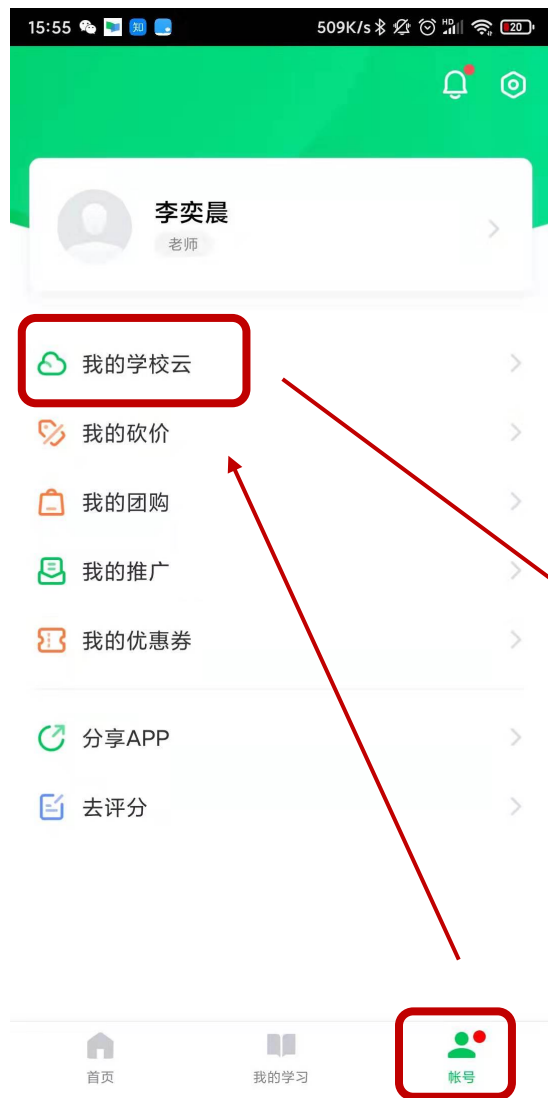 15:55 知 509K/s HD 20
李奕晨
老师
我的学校云
我的砍价
我的团购
我的推广
我的优惠券
分享APP
去评分
首页 我的学习 帐号